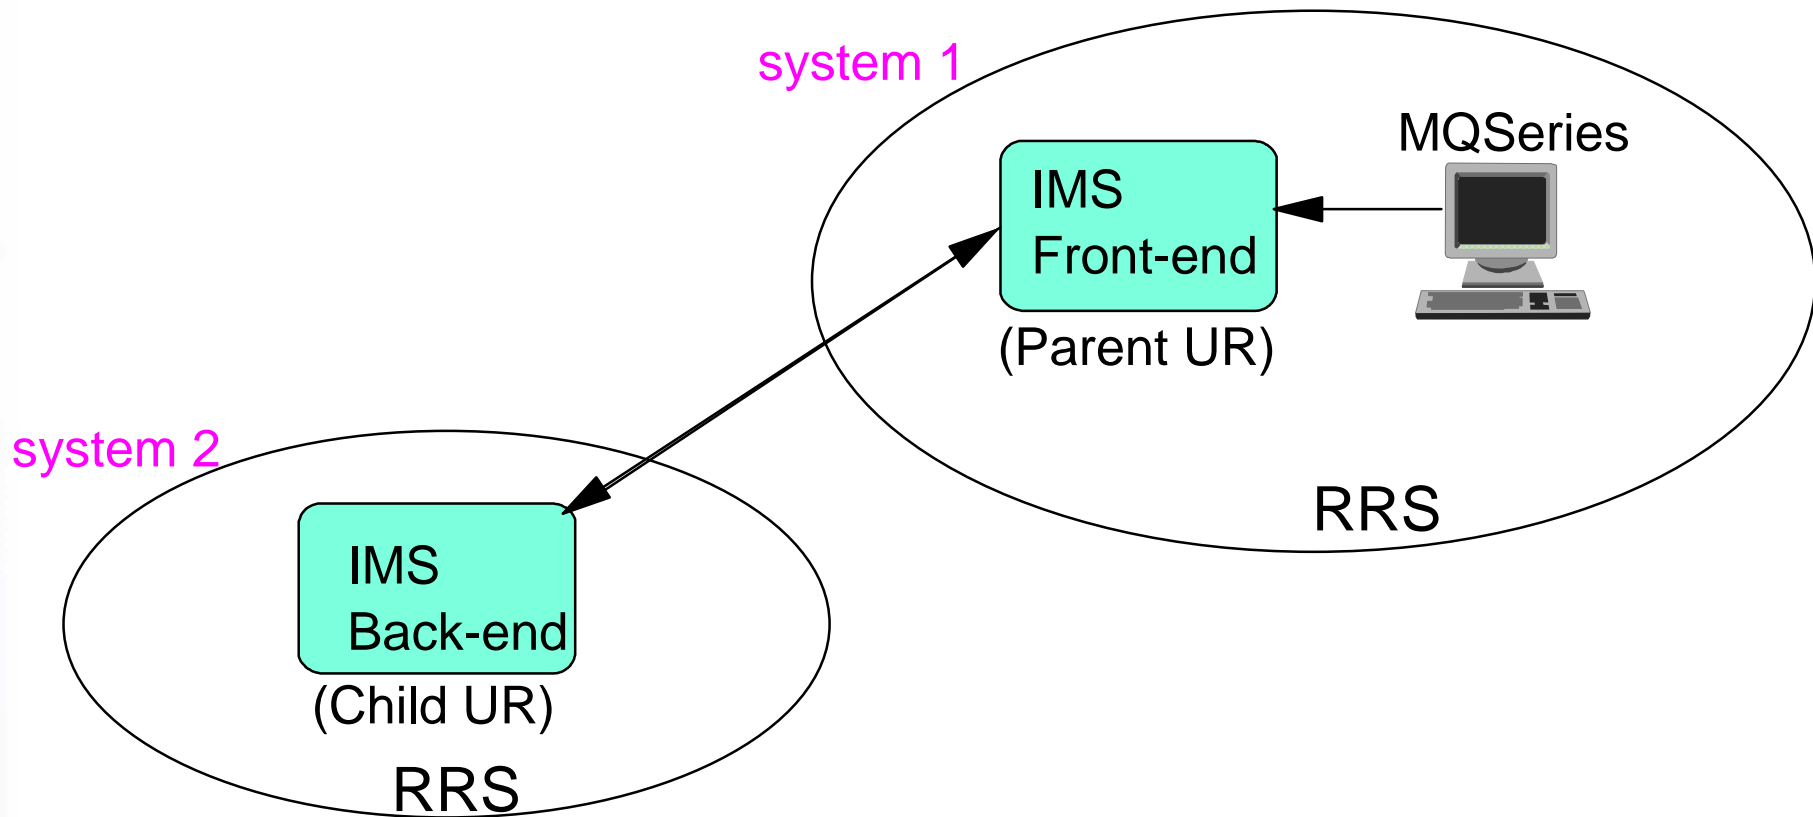 system 1
MQSeries
IMS
Front-end
(Parent UR)
RRS
system 2
IMS
Back-end
(Child UR)
RRS